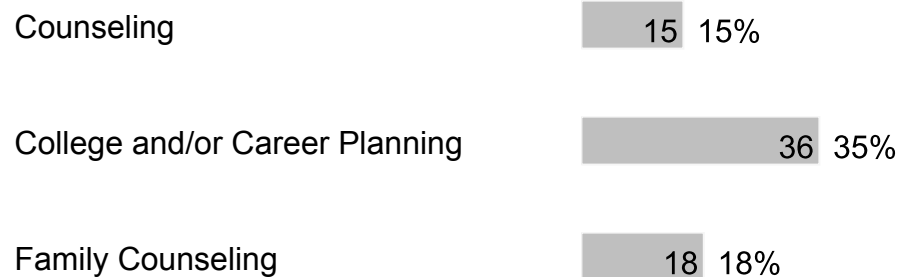 Counseling 15 15%
College and/or Career Planning 36 35%
Family Counseling 18 18%